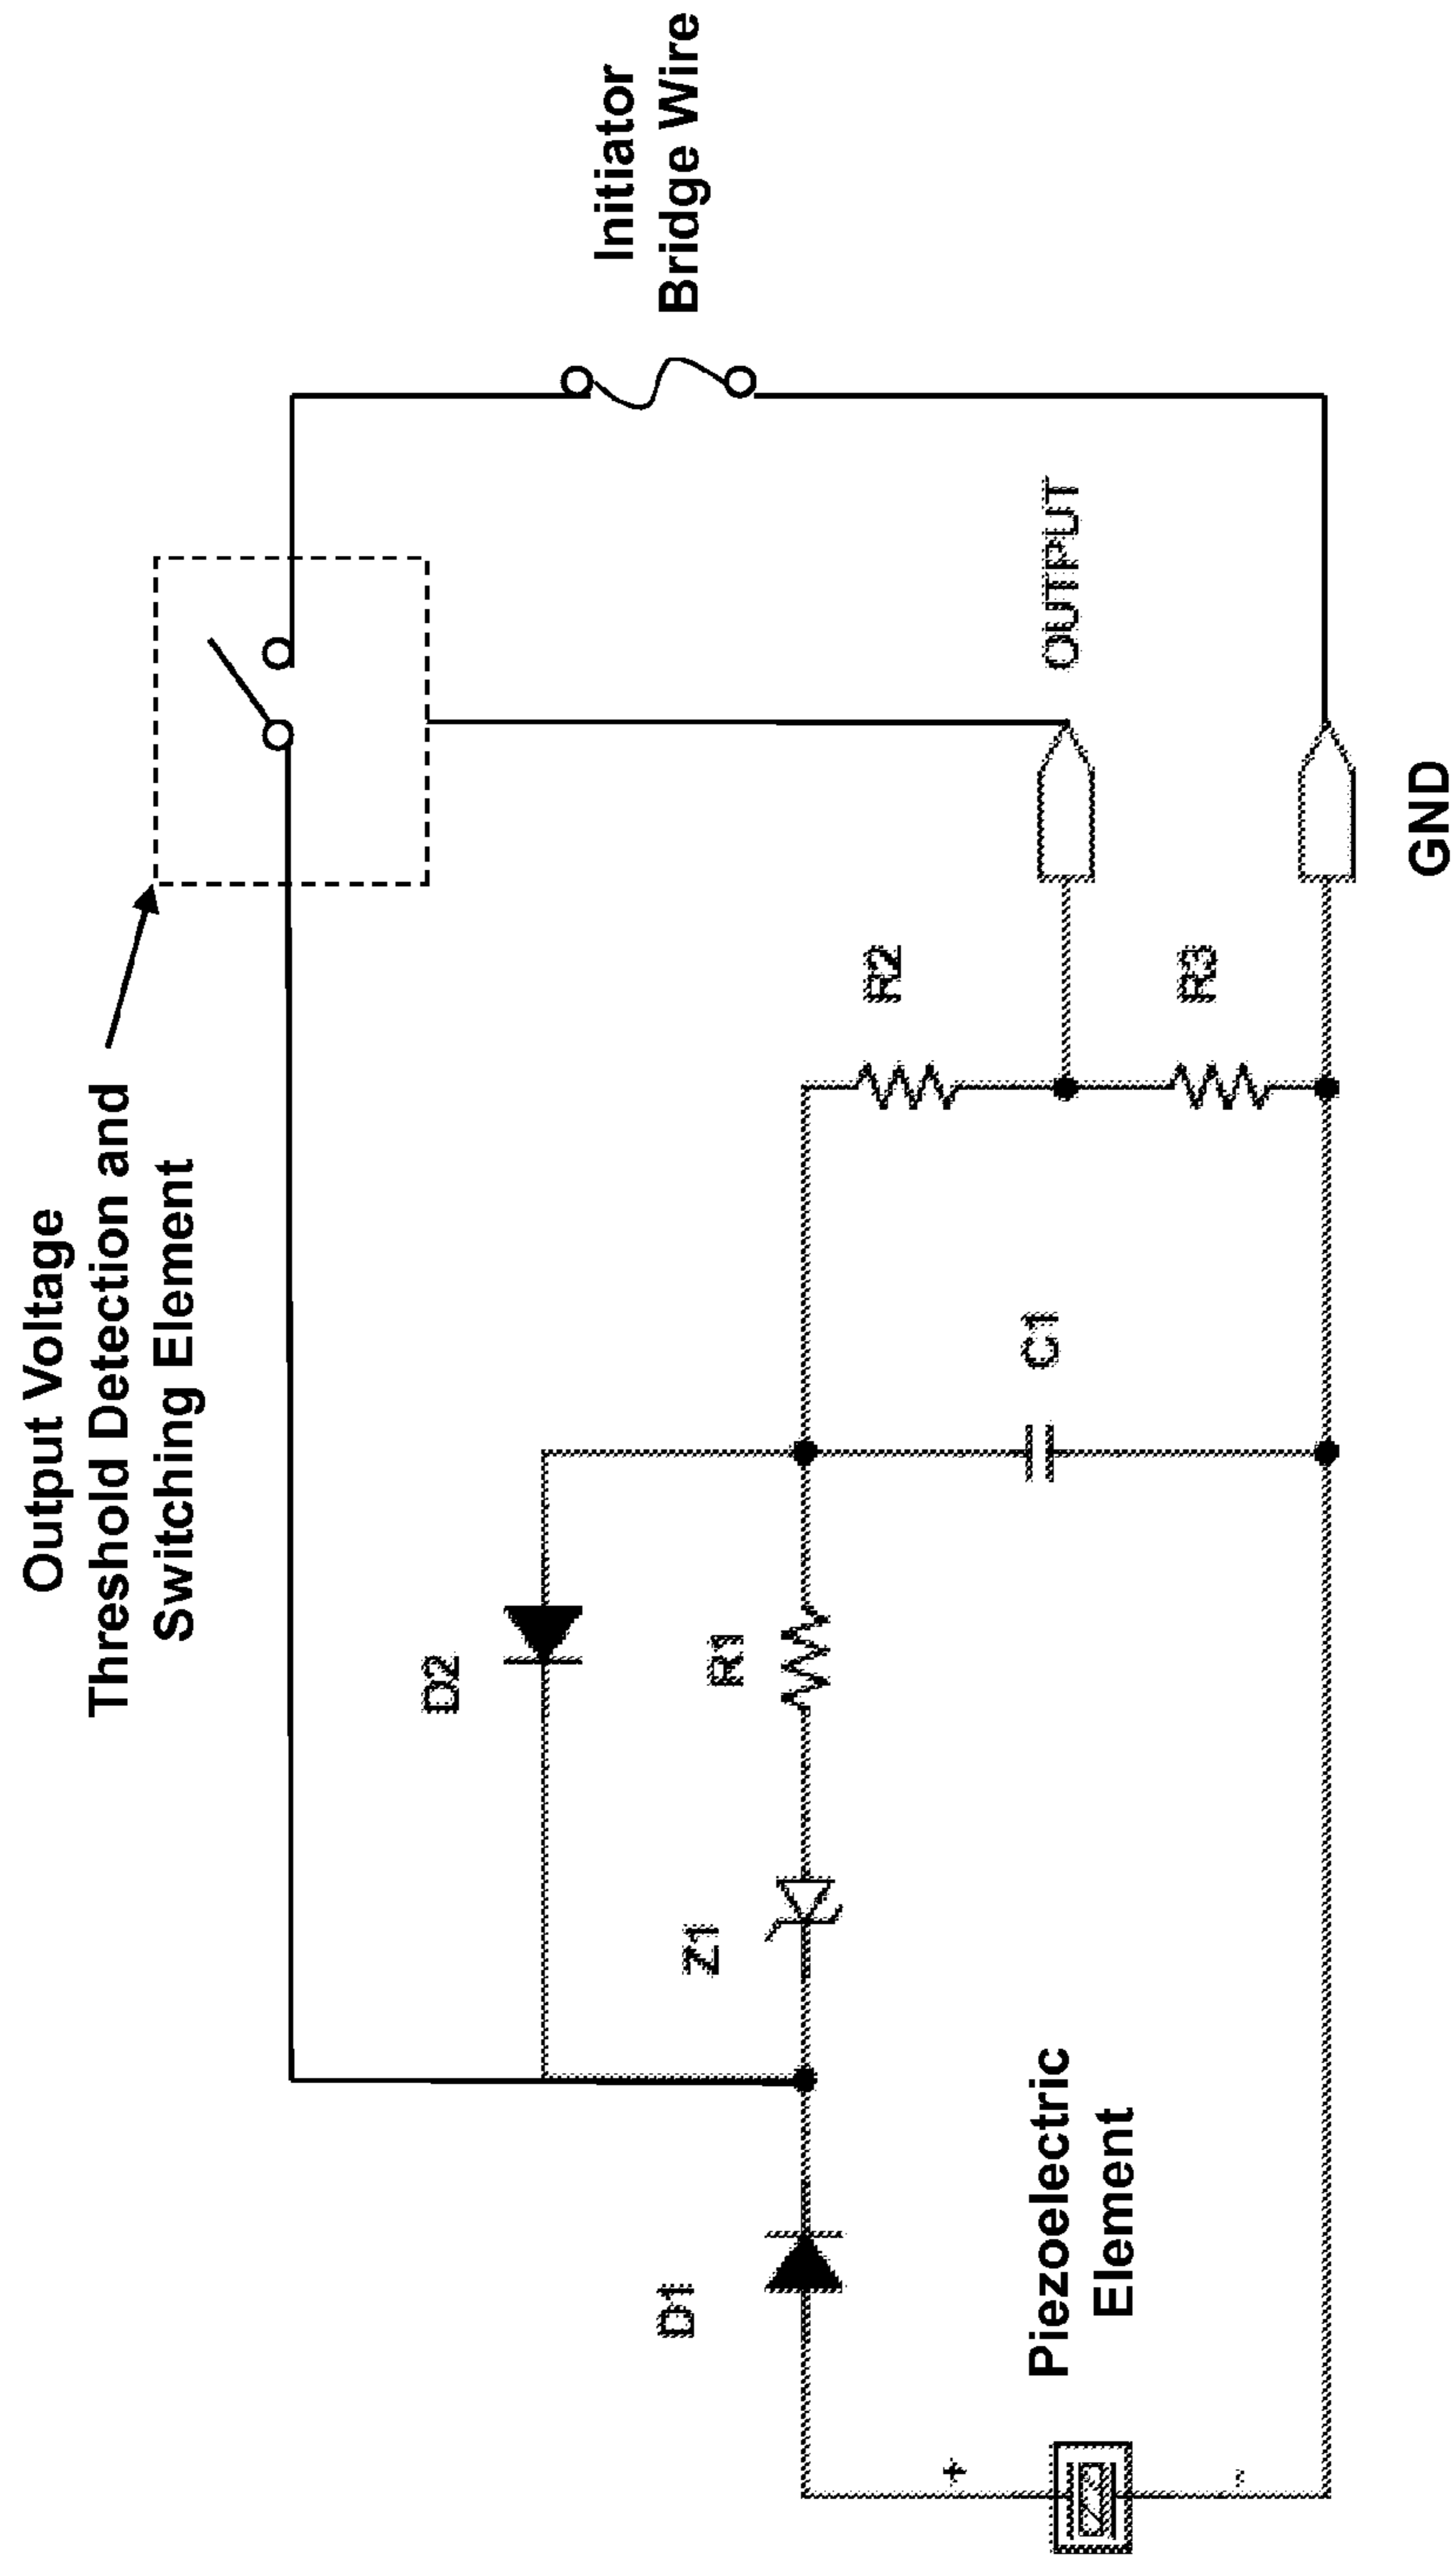 Output Voltage
Threshold Detection and
Switching Element
Initiator
Bridge Wire
D2
R1
Z1
D1
C1
R2
R3
OUTPUT
GND
Piezoelectric
Element
+
-